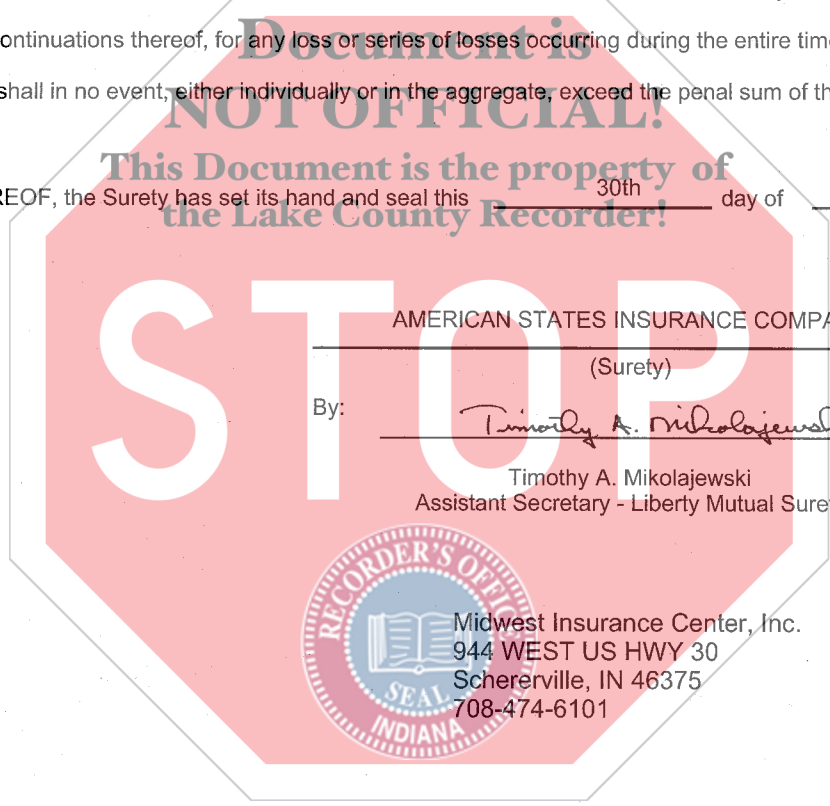 Document is
ontinuations thereof, for any loss or series of losses occurring during the entire time
shall in no event, either individually or in the aggregate, exceed the penal sum of th
NOT OFFICIAL!
This Document is the property of
REOF, the Surety has set its hand and seal this 30th day of
the Lake County Recorder!
STOP
AMERICAN STATES INSURANCE COMPA
(Surety)
By: Timothy A. Mikolajewsk
Timothy A. Mikolajewski
Assistant Secretary - Liberty Mutual Sure
RECORDER'S OFFICE
SEAL
INDIANA
Midwest Insurance Center, Inc.
944 WEST US HWY 30
Schererville, IN 46375
708-474-6101